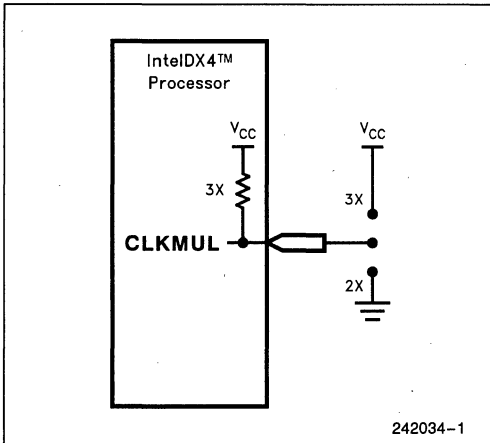 IntelDX4™
Processor
VCC
VCC
3X
3X
CLKMUL
2X
242034-1